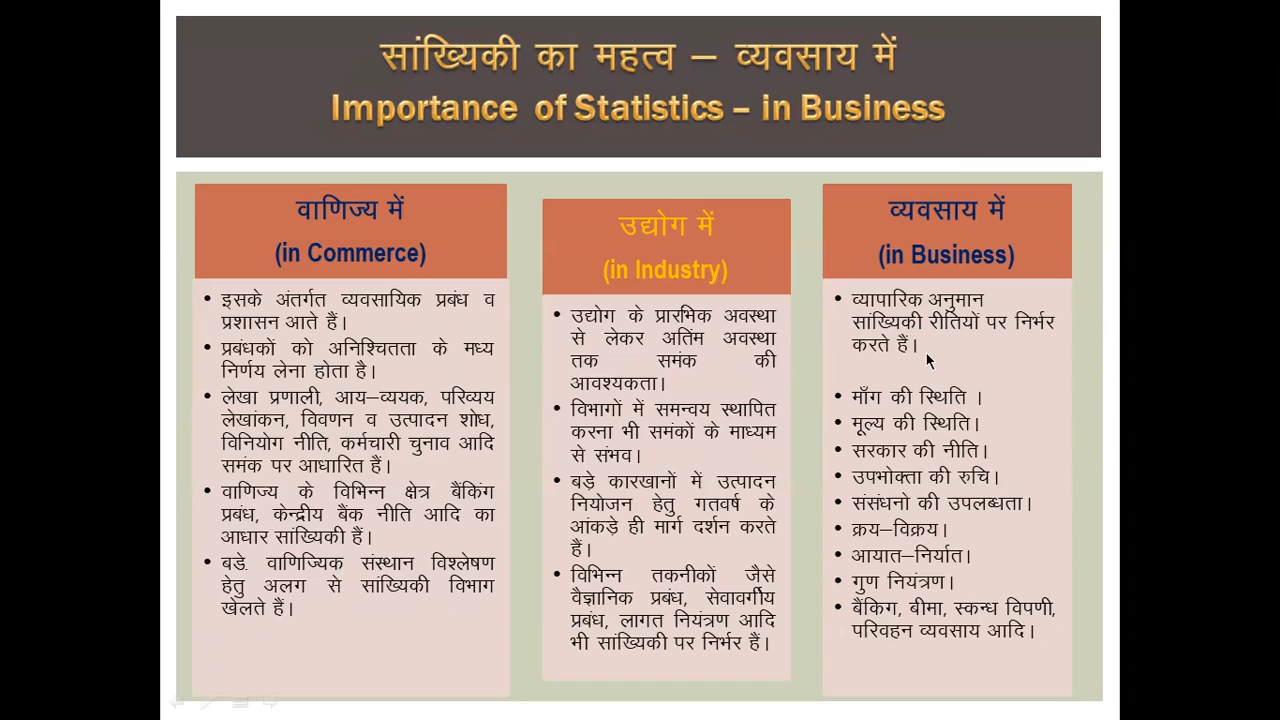 सांख्यिकी का महत्व – व्यवसाय में
Importance of Statistics – in Business
वाणिज्य में
(in Commerce)
• इसके अंतर्गत व्यवसायिक प्रबंध व
प्रशासन आते हैं।
• प्रबंधकों को अनिश्चितता के मध्य
निर्णय लेना होता है।
• लेखा प्रणाली, आय–व्ययक, परिव्यय
लेखांकन, विवणन व उत्पादन शोध,
विनियोग नीति, कर्मचारी चुनाव आदि
समंक पर आधारित हैं।
• वाणिज्य के विभिन्न क्षेत्र बैंकिंग
प्रबंध, केन्द्रीय बैंक नीति आदि का
आधार सांख्यिकी हैं।
• बडे. वाणिज्यिक संस्थान विश्लेषण
हेतु अलग से सांख्यिकी विभाग
खेलते हैं।
उद्योग में
(in Industry)
• उद्योग के प्रारभिक अवस्था
से लेकर अतिंम अवस्था
तक समंक की
आवश्यकता।
• विभागों में समन्वय स्थापित
करना भी समंकों के माध्यम
से संभव।
• बड़े कारखानों में उत्पादन
नियोजन हेतु गतवर्ष के
आंकड़े ही मार्ग दर्शन करते
हैं।
• विभिन्न तकनीकों जैसे
वैज्ञानिक प्रबंध, सेवावर्गीय
प्रबंध, लागत नियंत्रण आदि
भी सांख्यिकी पर निर्भर हैं।
व्यवसाय में
(in Business)
• व्यापारिक अनुमान
सांख्यिकी रीतियों पर निर्भर
करते हैं।
• माँग की स्थिति ।
• मूल्य की स्थिति।
• सरकार की नीति।
• उपभोक्ता की रुचि।
• संसंधनो की उपलब्धता।
• क्रय–विक्रय।
• आयात–निर्यात।
• गुण नियंत्रण।
• बैंकिग, बीमा, स्कन्ध विपणी,
परिवहन व्यवसाय आदि।